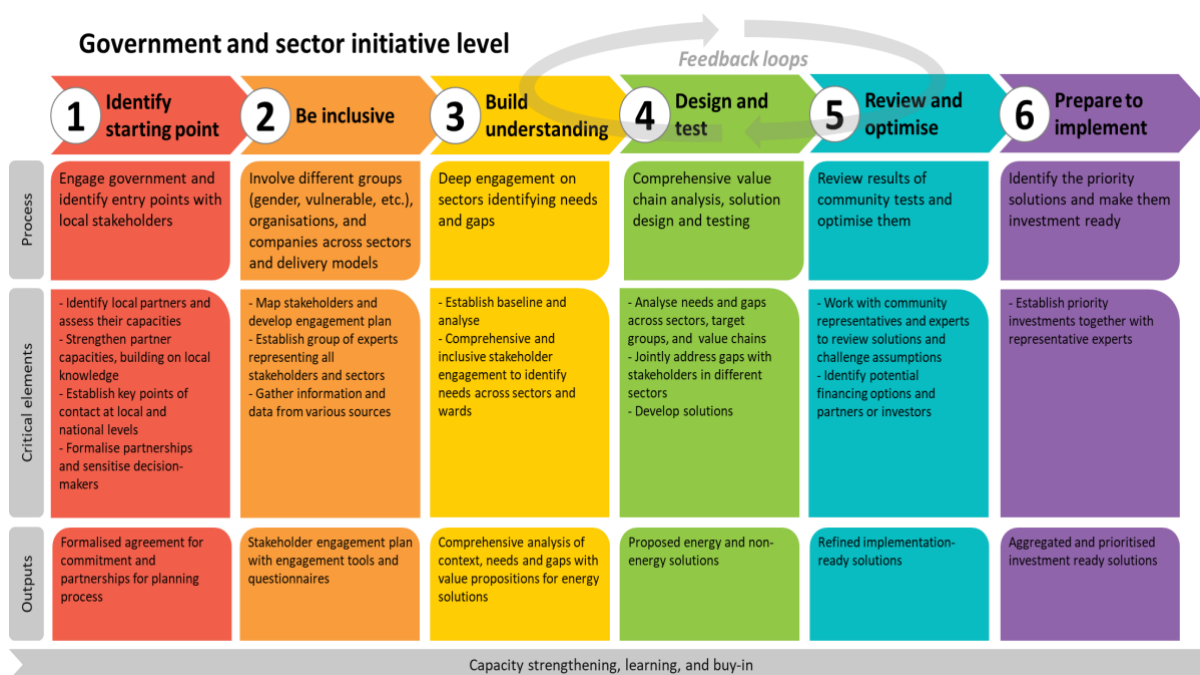 Government and sector initiative level
Feedback loops
1
Identify
starting point
2
Be inclusive
3
Build
understanding
4
Design and
test
5
Review and
optimise
6
Prepare to
implement
Process
Engage government and
identify entry points with
local stakeholders
Involve different groups
(gender, vulnerable, etc.),
organisations, and
companies across sectors
and delivery models
Deep engagement on
sectors identifying needs
and gaps
Comprehensive value
chain analysis, solution
design and testing
Review results of
community tests and
optimise them
Identify the priority
solutions and make them
investment ready
Critical elements
- Identify local partners and
assess their capacities
- Strengthen partner
capacities, building on local
knowledge
- Establish key points of
contact at local and
national levels
- Formalise partnerships
and sensitise decision-
makers
- Map stakeholders and
develop engagement plan
- Establish group of experts
representing all
stakeholders and sectors
- Gather information and
data from various sources
- Establish baseline and
analyse
- Comprehensive and
inclusive stakeholder
engagement to identify
needs across sectors and
wards
- Analyse needs and gaps
across sectors, target
groups, and value chains
- Jointly address gaps with
stakeholders in different
sectors
- Develop solutions
- Work with community
representatives and experts
to review solutions and
challenge assumptions
- Identify potential
financing options and
partners or investors
- Establish priority
investments together with
representative experts
Outputs
Formalised agreement for
commitment and
partnerships for planning
process
Stakeholder engagement plan
with engagement tools and
questionnaires
Comprehensive analysis of
context, needs and gaps with
value propositions for energy
solutions
Proposed energy and non-
energy solutions
Refined implementation-
ready solutions
Aggregated and prioritised
investment ready solutions
Capacity strengthening, learning, and buy-in